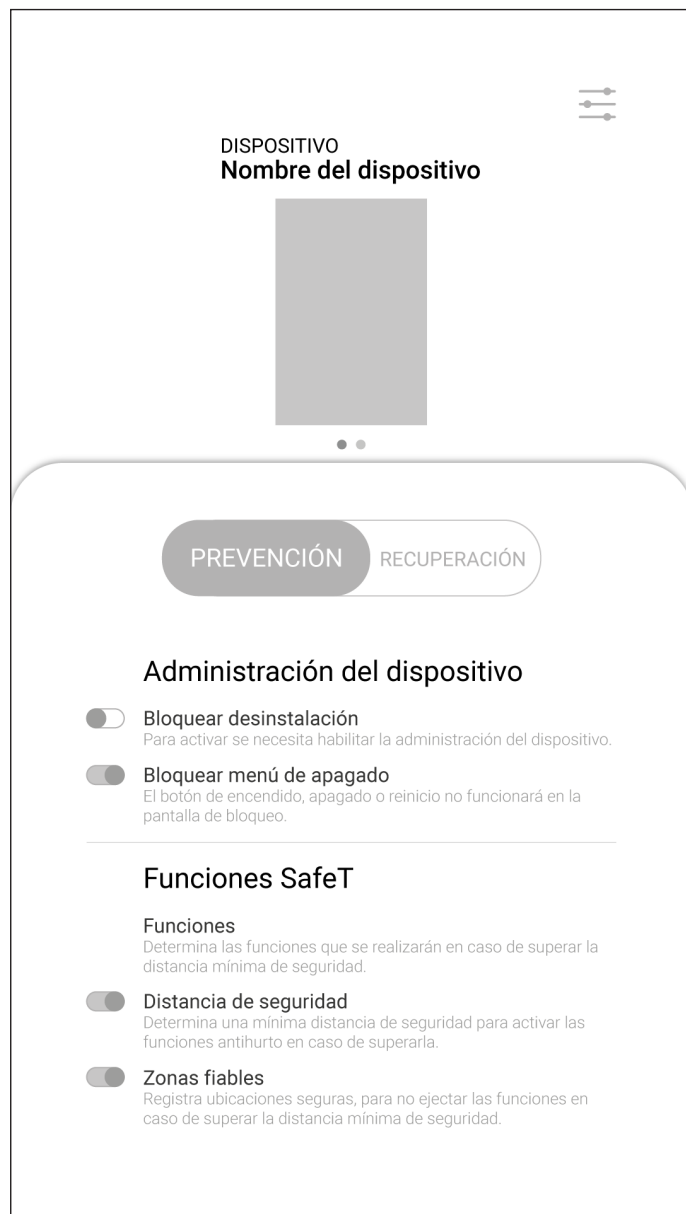 DISPOSITIVO
Nombre del dispositivo
PREVENCIÓN
RECUPERACIÓN
Administración del dispositivo
Bloquear desinstalación
Para activar se necesita habilitar la administración del dispositivo.
Bloquear menú de apagado
El botón de encendido, apagado o reinicio no funcionará en la
pantalla de bloqueo.
Funciones SafeT
Funciones
Determina las funciones que se realizarán en caso de superar la
distancia mínima de seguridad.
Distancia de seguridad
Determina una mínima distancia de seguridad para activar las
funciones antihurto en caso de superarla.
Zonas fiables
Registra ubicaciones seguras, para no ejectar las funciones en
caso de superar la distancia mínima de seguridad.